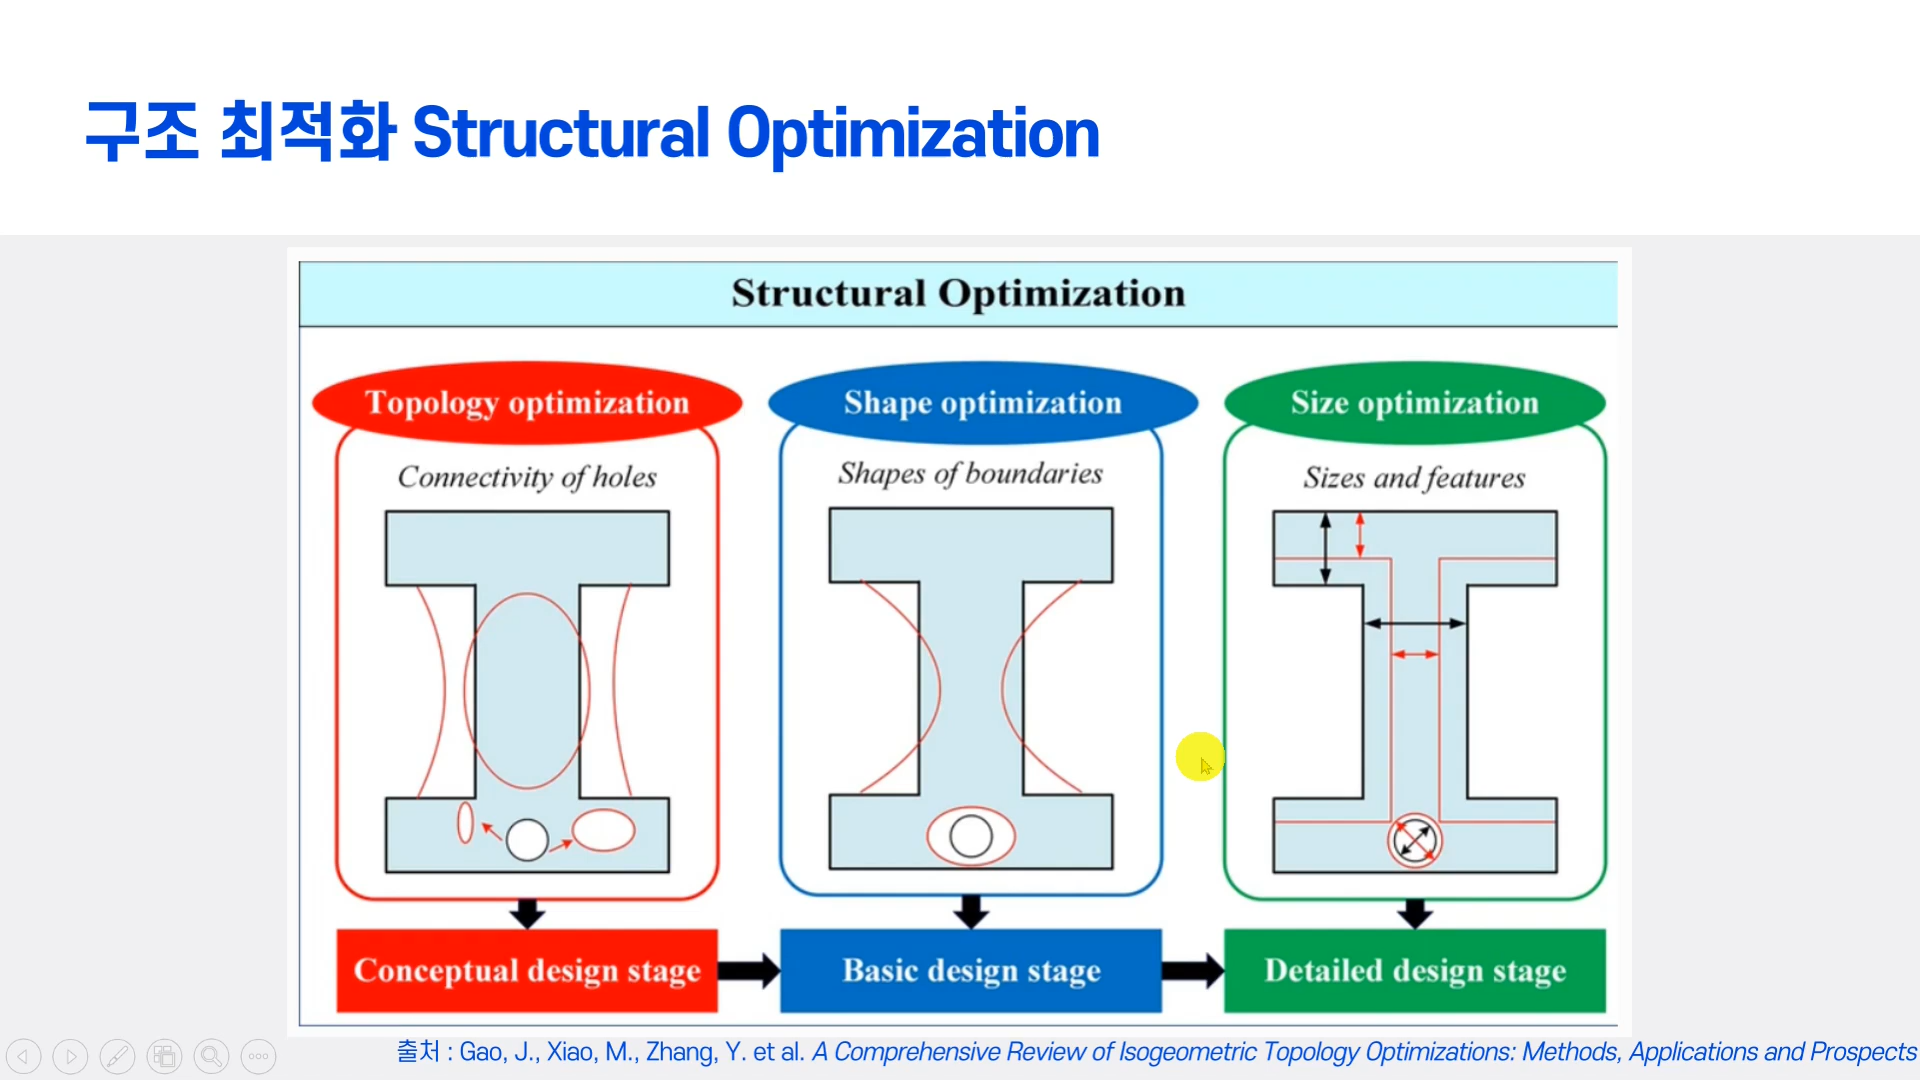 구조 최적화 Structural Optimization
Structural Optimization
Topology optimization
Shape optimization
Size optimization
Connectivity of holes
Shapes of boundaries
Sizes and features
Conceptual design stage
Basic design stage
Detailed design stage
출처 : Gao, J., Xiao, M., Zhang, Y. et al. A Comprehensive Review of Isogeometric Topology Optimizations: Methods, Applications and Prospects